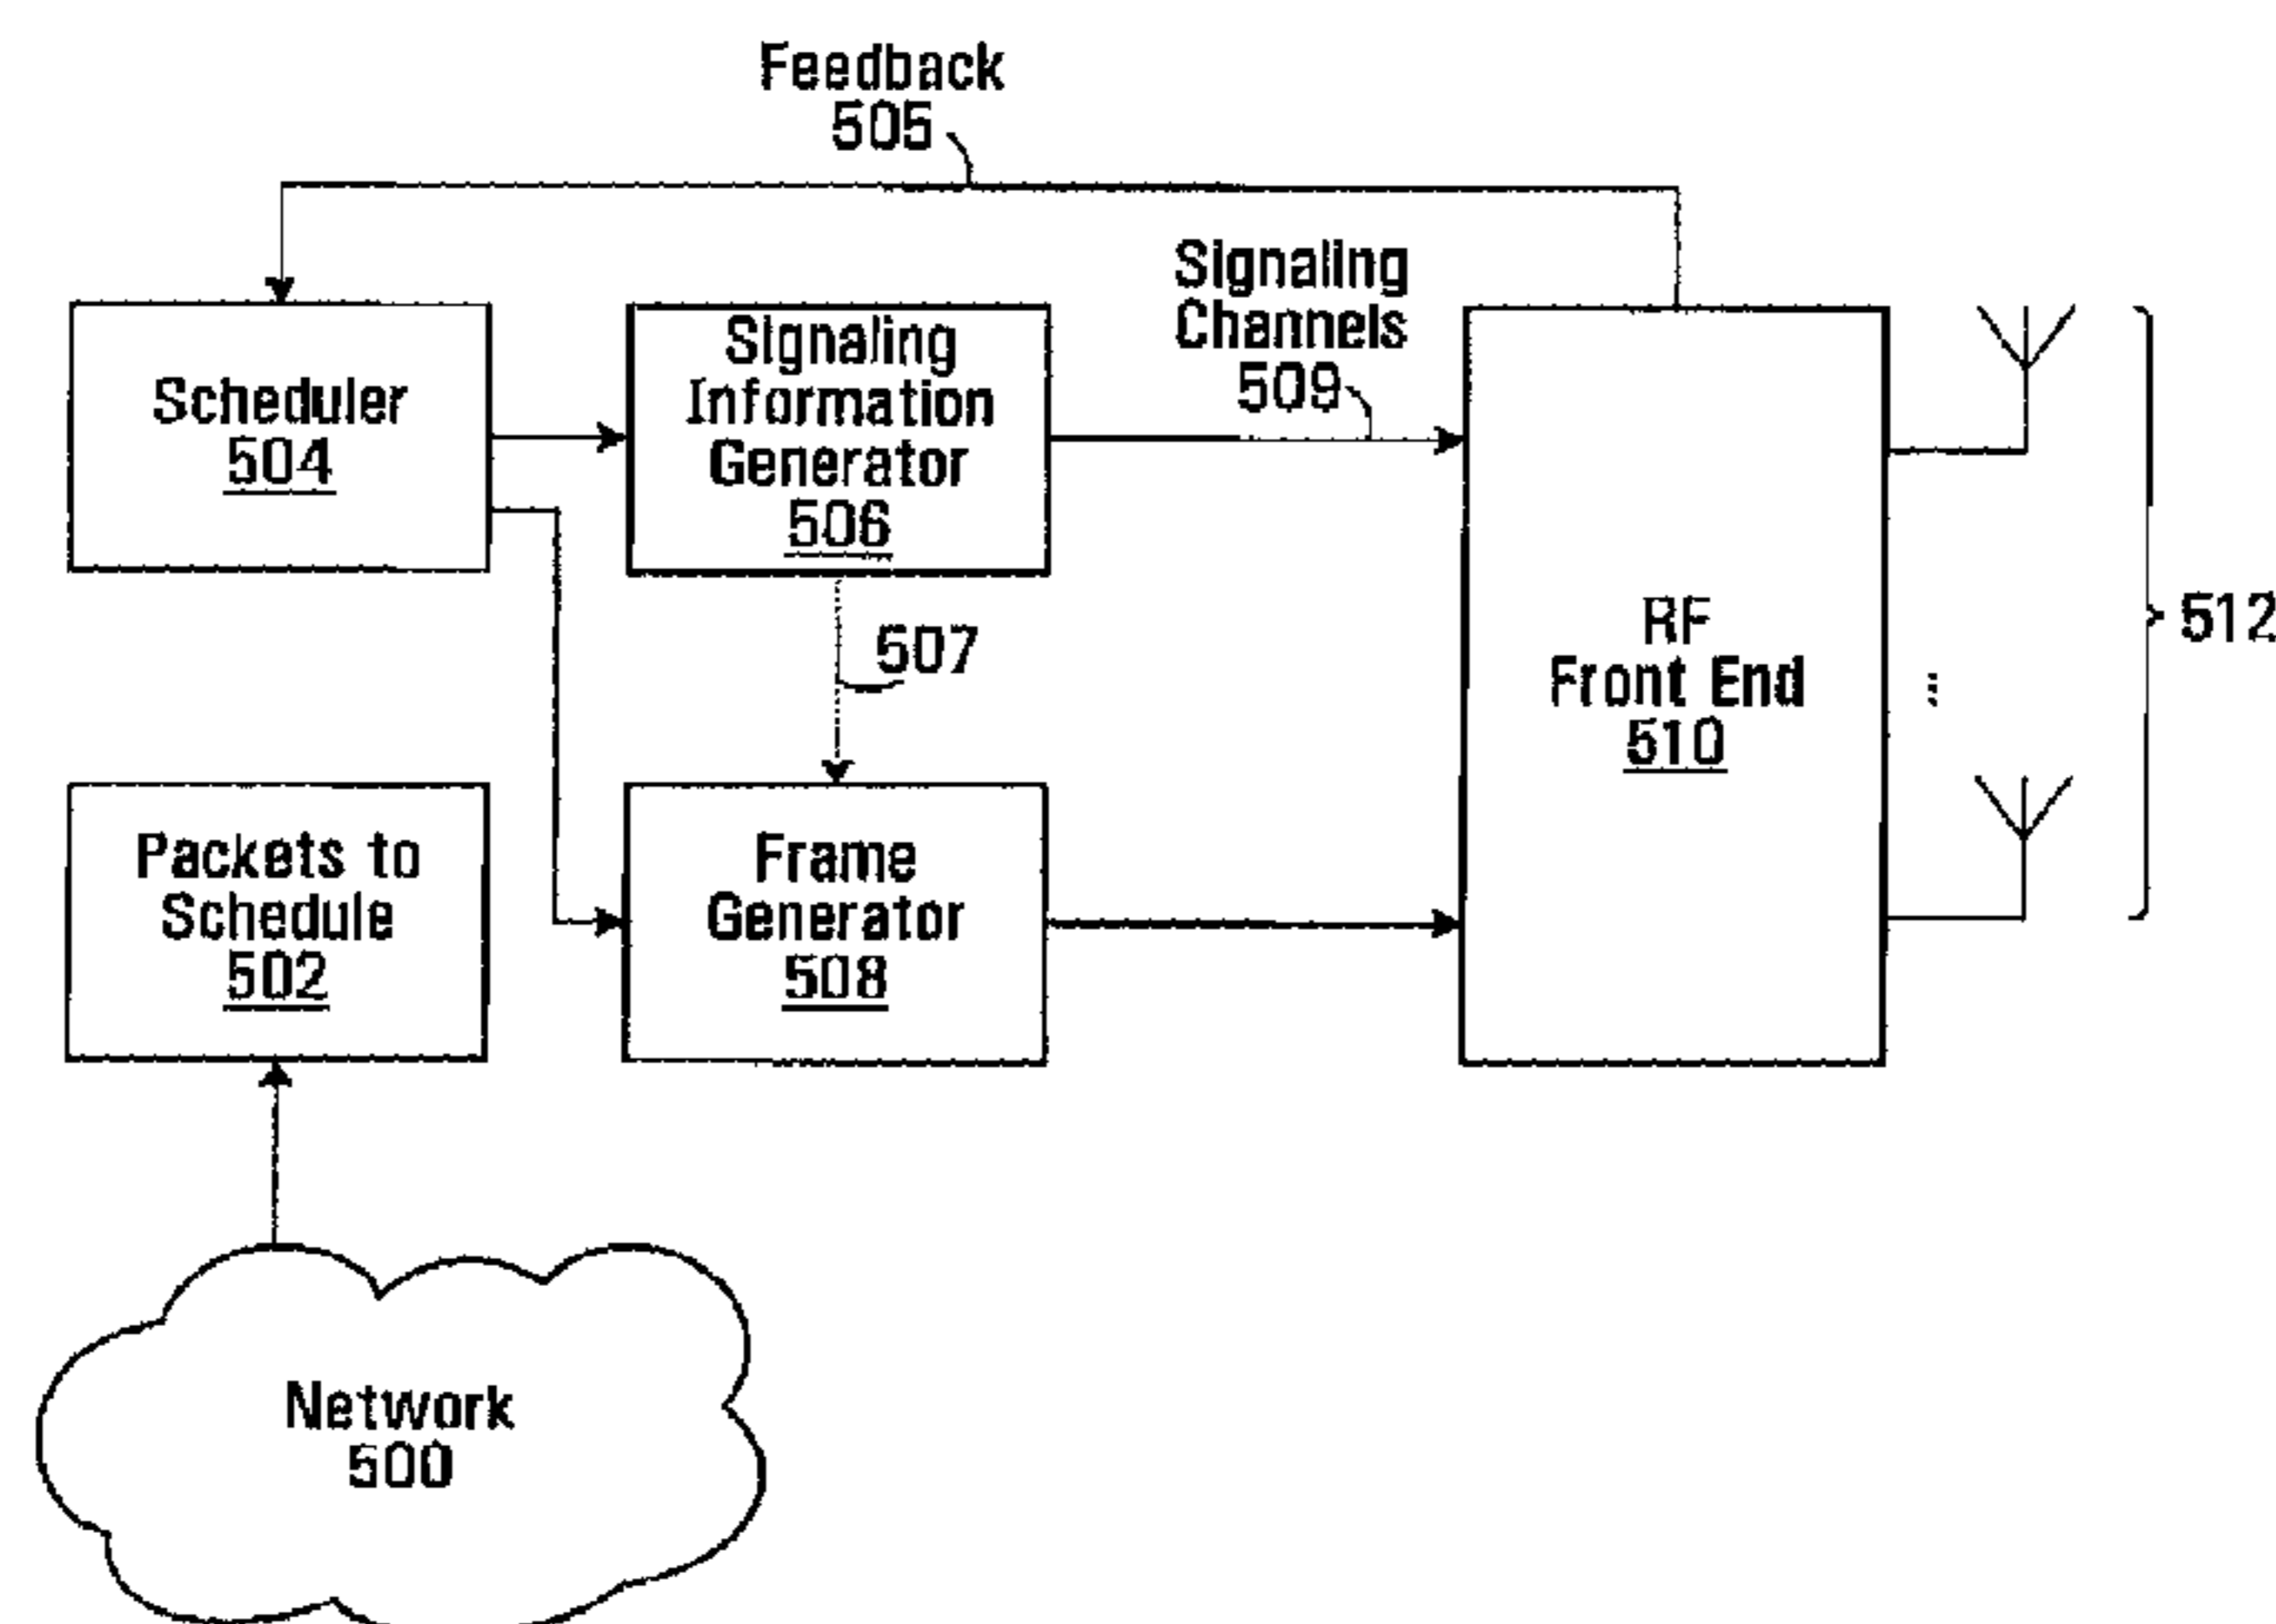 Feedback
505
Signaling
Channels
509
Scheduler
504
Signaling
Information
Generator
506
507
512
RF
Front End
510
...
Packets to
Schedule
502
Frame
Generator
508
Network
500